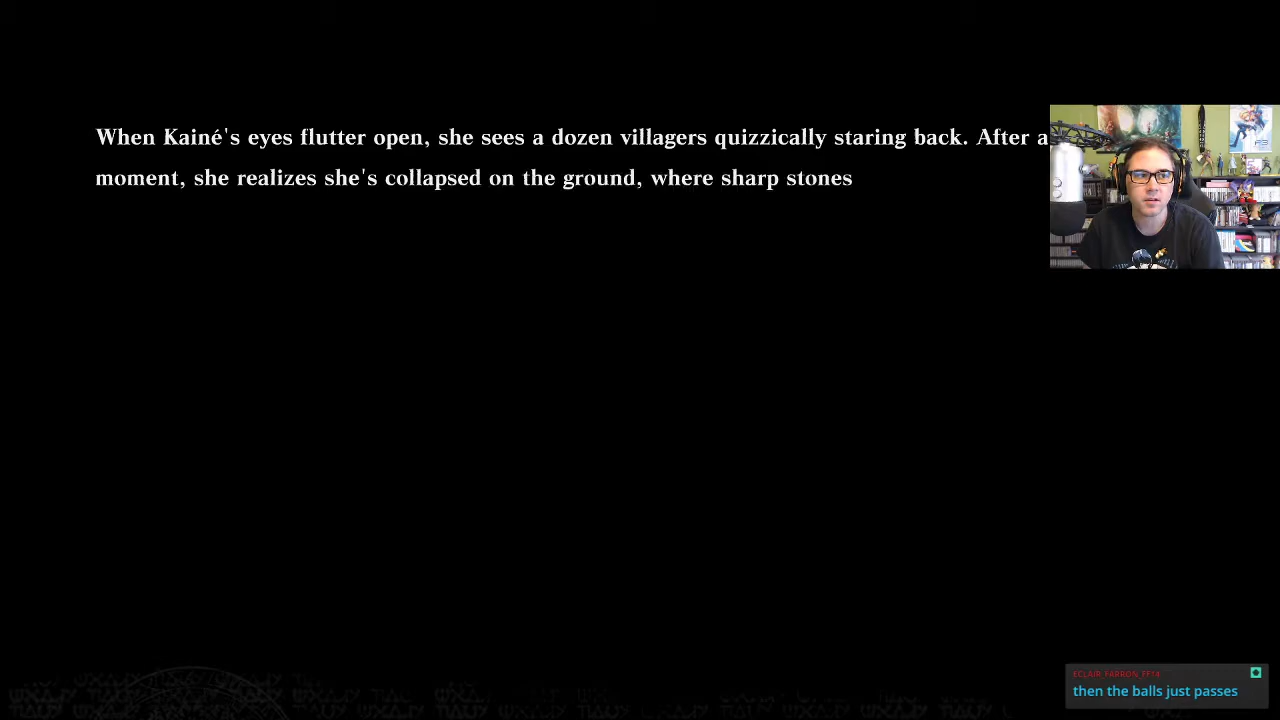 When Kainé's eyes flutter open, she sees a dozen villagers quizzically staring back. After a
moment, she realizes she's collapsed on the ground, where sharp stones
ECLAIR_FARRON_FF13
then the balls just passes